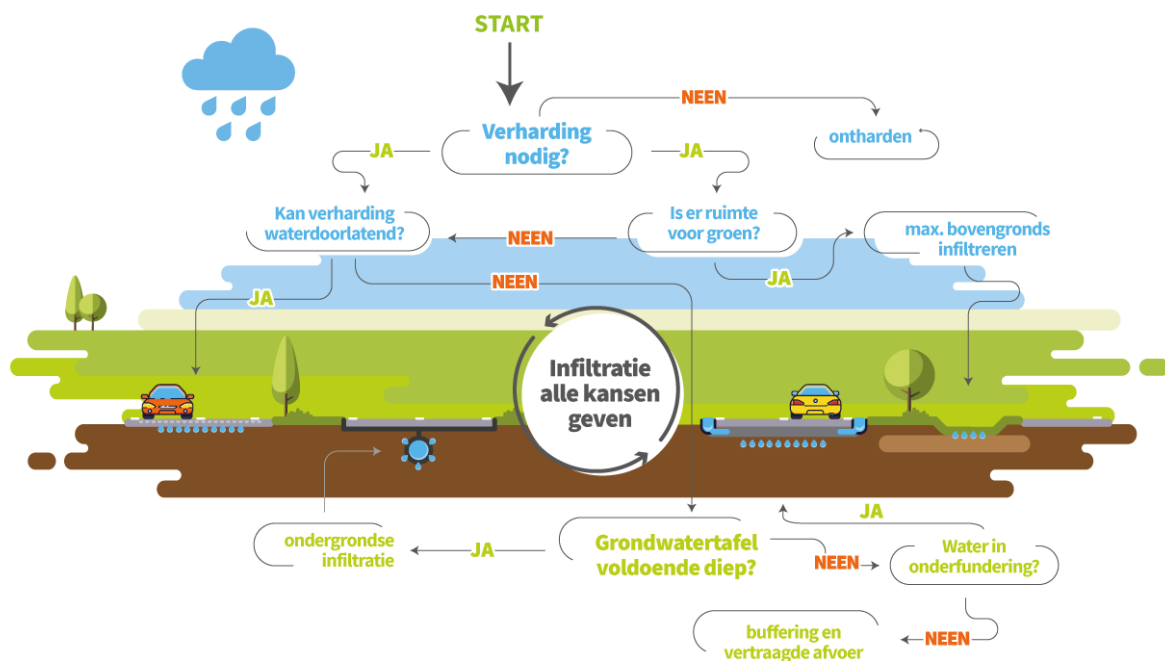 START
NEEN
Verharding
nodig?
ontharden
JA
JA
Kan verharding
waterdoorlatend?
NEEN
Is er ruimte
voor groen?
max. bovengronds
infiltreren
JA
NEEN
JA
Infiltratie
alle kansen
geven
JA
ondergrondse
infiltratie
JA
Grondwatertafel
voldoende diep?
NEEN
Water in
onderfundering?
buffering en
vertraagde afvoer
NEEN